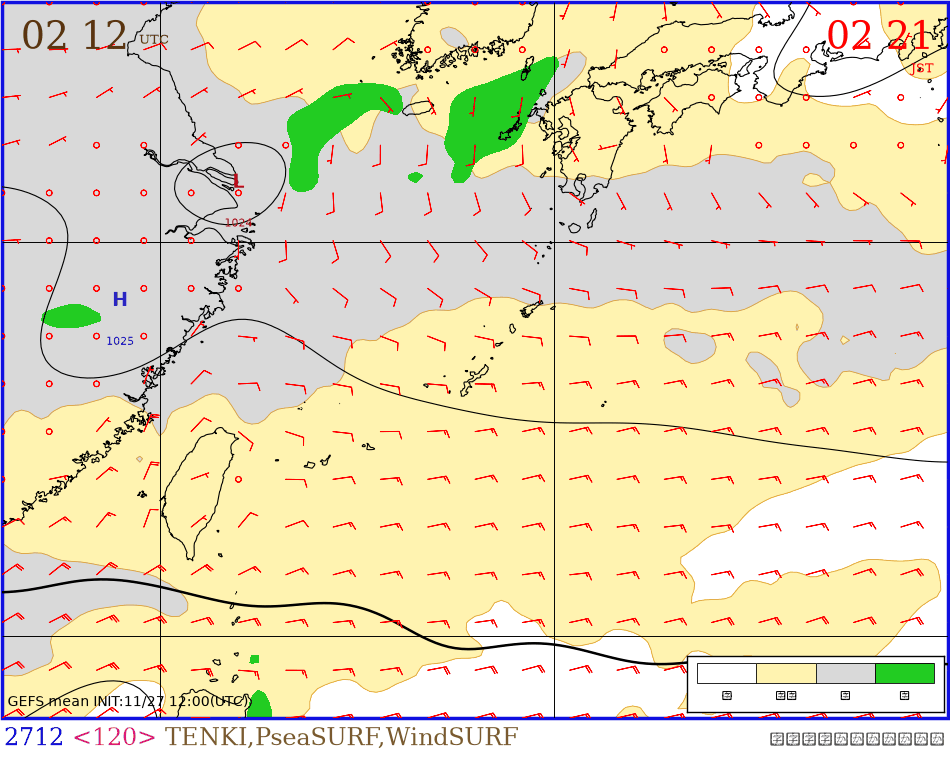 02 12 UTC
02 21
JST
L
1024
H
1025
GEFS mean INIT:11/27 12:00(UTC)
2712 <120> TENKI,PseaSURF,WindSURF